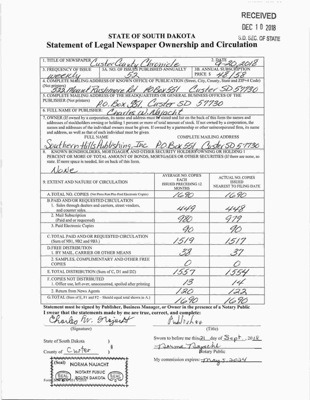 RECEIVED
DEC 10 2018
S.D. SEC. OF STATE
STATE OF SOUTH DAKOTA
Statement of Legal Newspaper Ownership and Circulation
1. TITLE OF NEWSPAPER
Custer County Chronicle
2. DATE
9-20-2018
3. FREQUENCY OF ISSUE
weekly
3A. NO. OF ISSUES PUBLISHED ANNUALLY
52
3B. ANNUAL SUBSCRIPTION
PRICE $ 48/58
4. COMPLETE MAILING ADDRESS OF KNOWN OFFICE OF PUBLICATION (Street, City, County, State and ZIP+4 Code)
(Not printers)
522 Mount Rushmore Rd PO Box 551 Custer SD 57730
5. COMPLETE MAILING ADDRESS OF THE HEADQUARTERS OF GENERAL BUSINESS OFFICES OF THE
PUBLISHER (Not printer)
P.O. Box 551 Custer SD 57730
6. FULL NAME OF PUBLISHER:
Charles W. Najacht
7. OWNER (If owned by a corporation, its name and address must be stated and also on the back of this form the names and
addresses of stockholders owning or holding 1 percent or more of total amount of stock. If not owned by a corporation, the
names and addresses of the individual owners must be given. If owned by a partnership or other unincorporated firm, its name
and address, as well as that of each individual must be given.
FULL NAME
COMPLETE MAILING ADDRESS
Southern Hills Publishing, Inc. PO Box 551 Custer SD 57730
8. KNOWN BONDHOLDERS, MORTGAGEES AND OTHER SECURITY HOLDERS OWNING OR HOLDING 1
PERCENT OR MORE OF TOTAL AMOUNT OF BONDS, MORTGAGES OR OTHER SECURITIES (If there are none, so
state. If more space is needed, list on back of this form.
None
9. EXTENT AND NATURE OF CIRCULATION
AVERAGE NO. COPIES
EACH
ISSUES PRECEDING 12
MONTHS
ACTUAL NO. COPIES
ISSUED
NEAREST TO FILING DATE
A. TOTAL NO. COPIES
1690
1690
B. PAID AND/OR REQUESTED CIRCULATION
1. Sales through dealers and carriers, street vendors,
and counter sales
449
448
2. Mail Subscription
(Paid and/or requested)
980
979
3. Paid Electronic Copies
90
90
C. TOTAL PAID AND/OR REQUESTED CIRCULATION
(Sum of 9B1, 9B2 and 9B3.)
1519
1517
D. FREE DISTRIBUTION
1. BY MAIL, CARRIER OR OTHER MEANS
38
37
2. SAMPLES, COMPLIMENTARY AND OTHER FREE
COPIES
0
0
E. TOTAL DISTRIBUTION (Sum of C, D1 and D2)
1557
1554
F. COPIES NOT DISTRIBUTED
1. Office use, left over, unaccounted, spoiled after printing
13
14
2. Return from News Agents
120
122
G. TOTAL (Sum of E, F1 and F2 - Should equal total shown in A.)
1690
1690
Statement must be signed by Publisher, Business Manager, or Owner in the presence of a Notary Public
I swear that the statements made by me are true, correct, and complete:
Charles W. Najacht
Publisher
(Signature)
(Title)
State of South Dakota )
County of Custer )
Sworn to before me this 21 day of Sept, 2018
Norma Najacht
Notary Public
(Seal)
My commission expires: May 7, 2024
NORMA NAJACHT
NOTARY PUBLIC
SOUTH DAKOTA
SEAL
SEAL